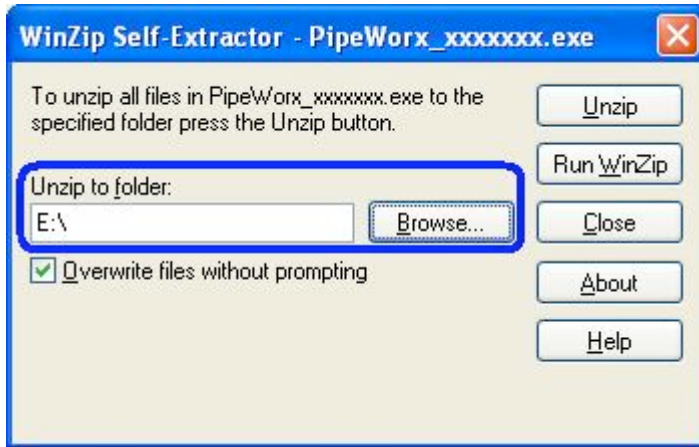 WinZip Self-Extractor - PipeWorx_xxxxxxx.exe
To unzip all files in PipeWorx_xxxxxxx.exe to the
specified folder press the Unzip button.
Unzip to folder:
E:\
Browse...
Overwrite files without prompting
Unzip
Run WinZip
Close
About
Help